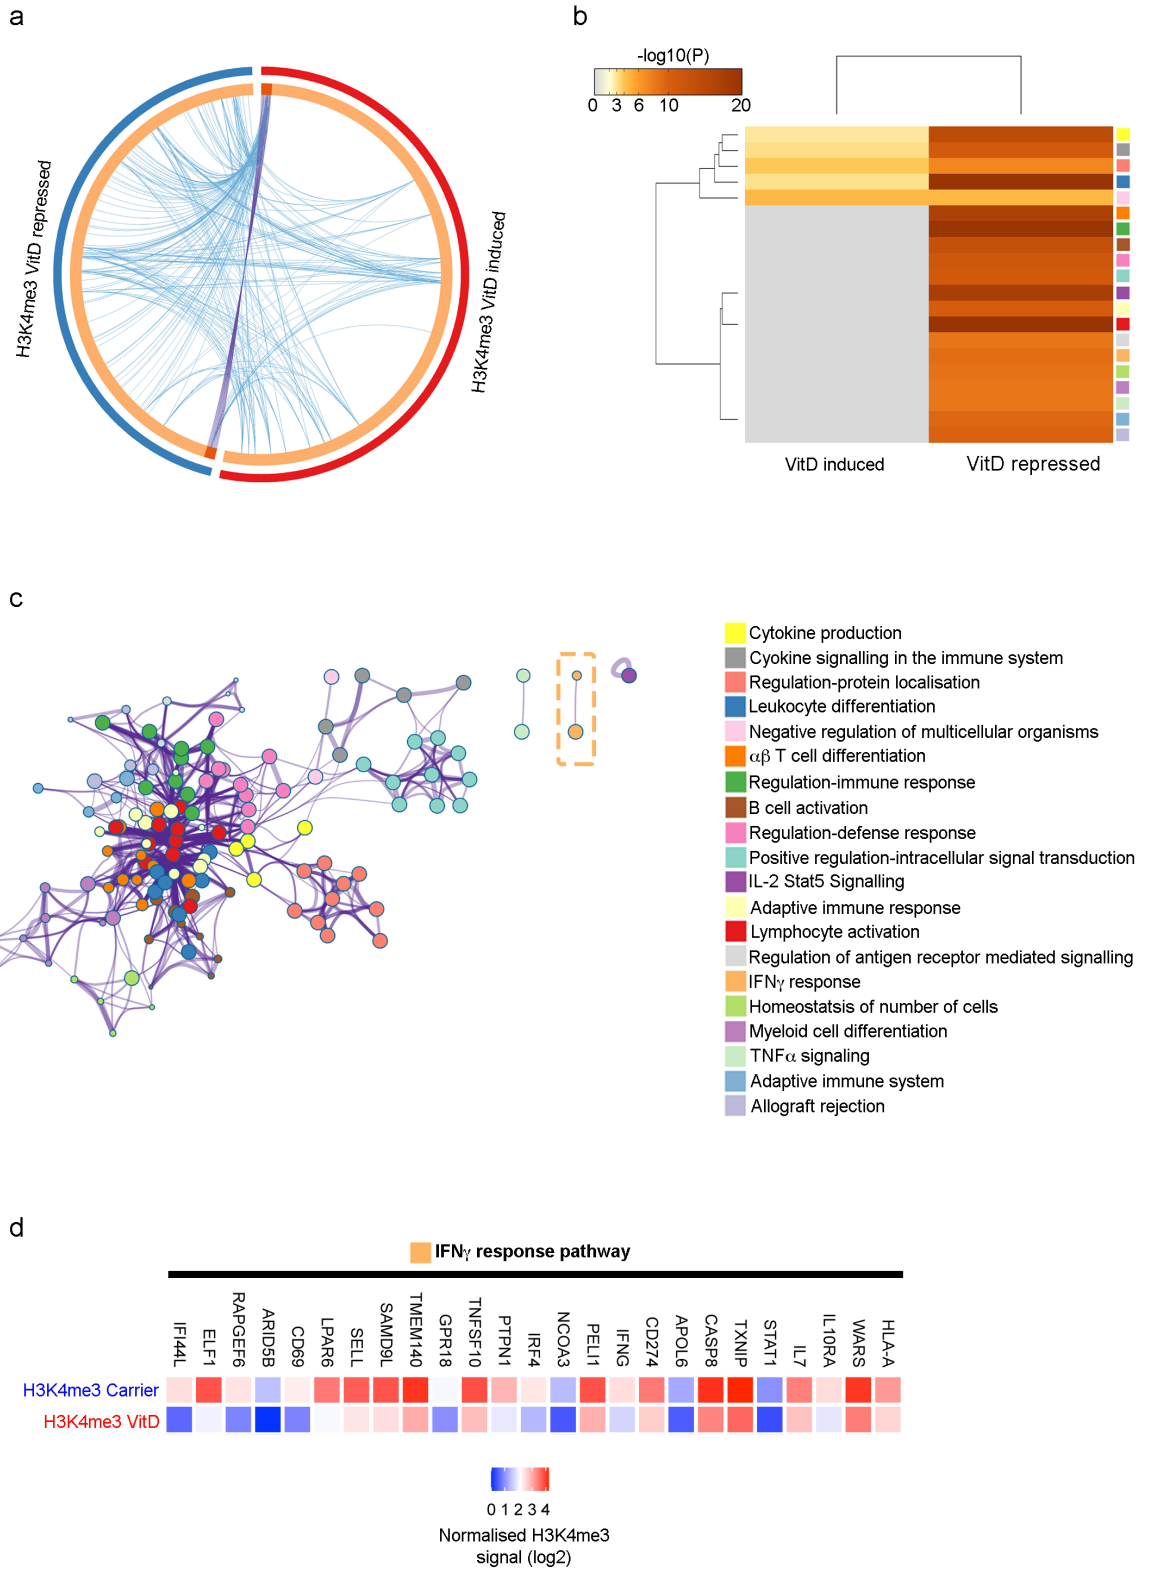 a
b
H3K4me3 VitD repressed
H3K4me3 VitD induced
-log10(P)
0 3 6 10 20
VitD induced
VitD repressed
c
Cytokine production
Cyokine signalling in the immune system
Regulation-protein localisation
Leukocyte differentiation
Negative regulation of multicellular organisms
αβ T cell differentiation
Regulation-immune response
B cell activation
Regulation-defense response
Positive regulation-intracellular signal transduction
IL-2 Stat5 Signalling
Adaptive immune response
Lymphocyte activation
Regulation of antigen receptor mediated signalling
IFNγ response
Homeostatsis of number of cells
Myeloid cell differentiation
TNFα signaling
Adaptive immune system
Allograft rejection
d
IFNγ response pathway
IFI44L
ELF1
RAPGEF6
ARID5B
CD69
LPAR6
SELL
SAMD9L
TMEM140
GPR18
TNFSF10
PTPN1
IRF4
NCOA3
PELI1
IFNG
CD274
APOL6
CASP8
TXNIP
STAT1
IL7
IL10RA
WARS
HLA-A
H3K4me3 Carrier
H3K4me3 VitD
0 1 2 3 4
Normalised H3K4me3
signal (log2)